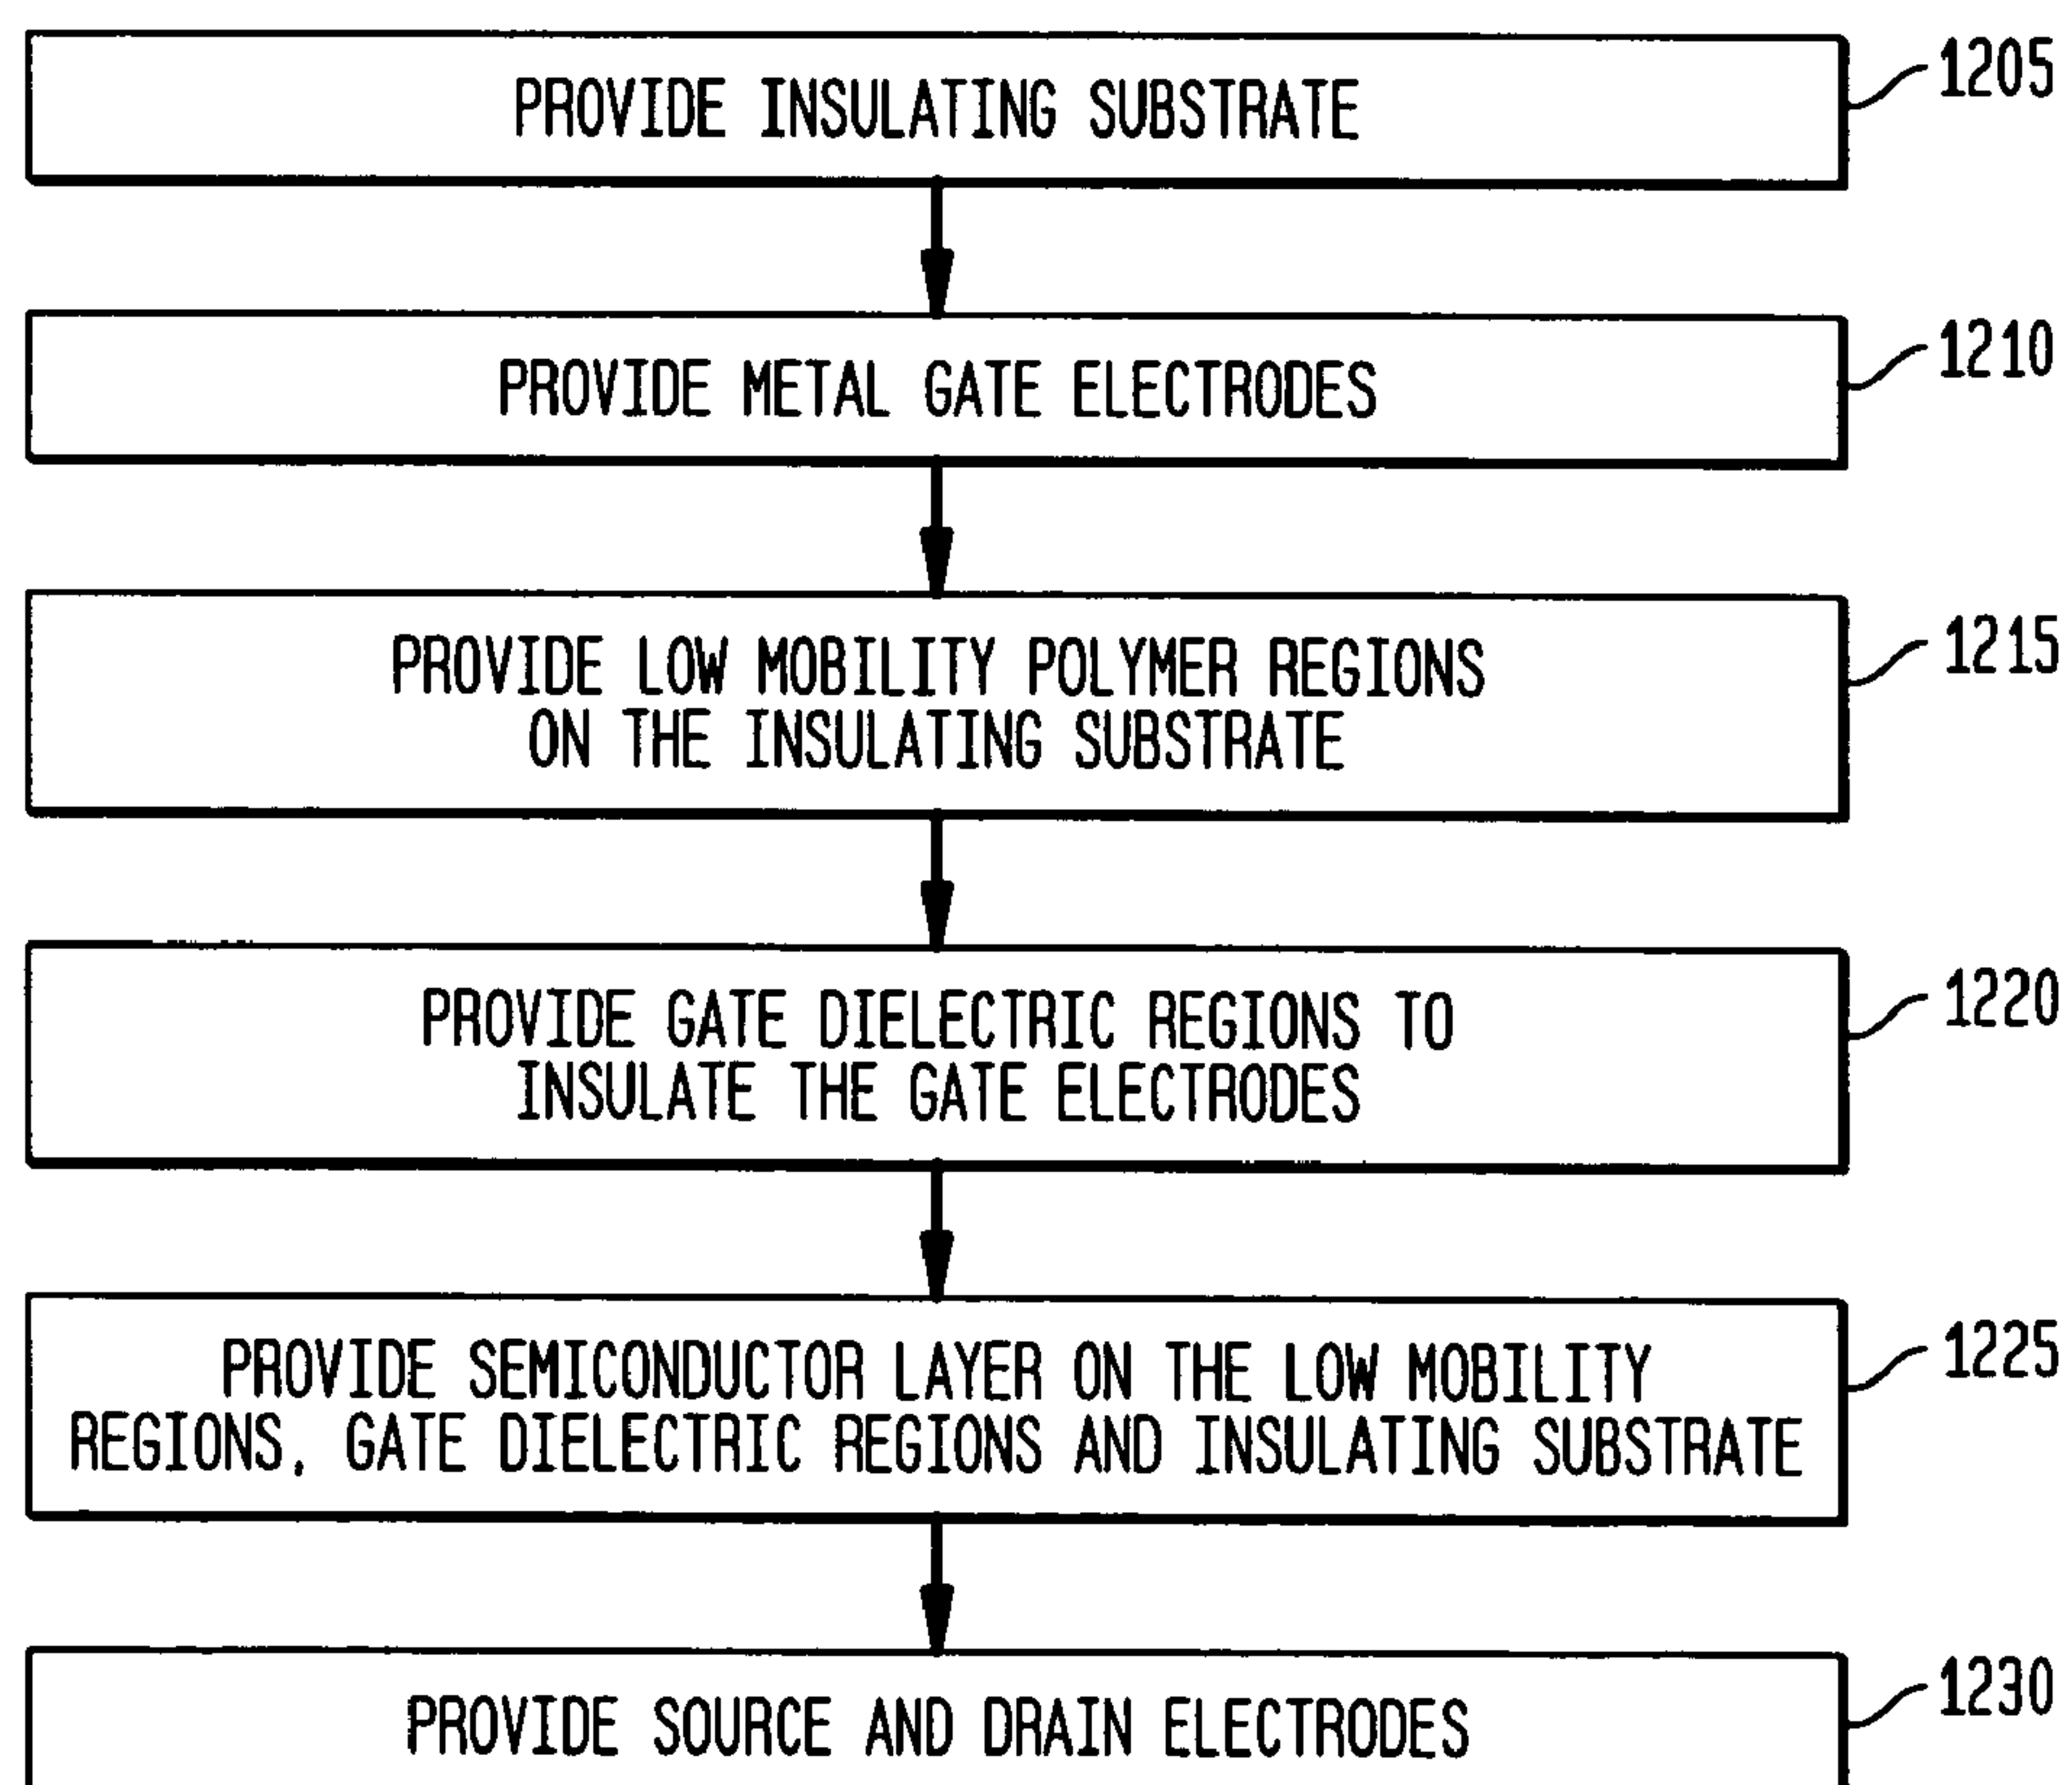 PROVIDE INSULATING SUBSTRATE
1205
PROVIDE METAL GATE ELECTRODES
1210
PROVIDE LOW MOBILITY POLYMER REGIONS
ON THE INSULATING SUBSTRATE
1215
PROVIDE GATE DIELECTRIC REGIONS TO
INSULATE THE GATE ELECTRODES
1220
PROVIDE SEMICONDUCTOR LAYER ON THE LOW MOBILITY
REGIONS, GATE DIELECTRIC REGIONS AND INSULATING SUBSTRATE
1225
PROVIDE SOURCE AND DRAIN ELECTRODES
1230